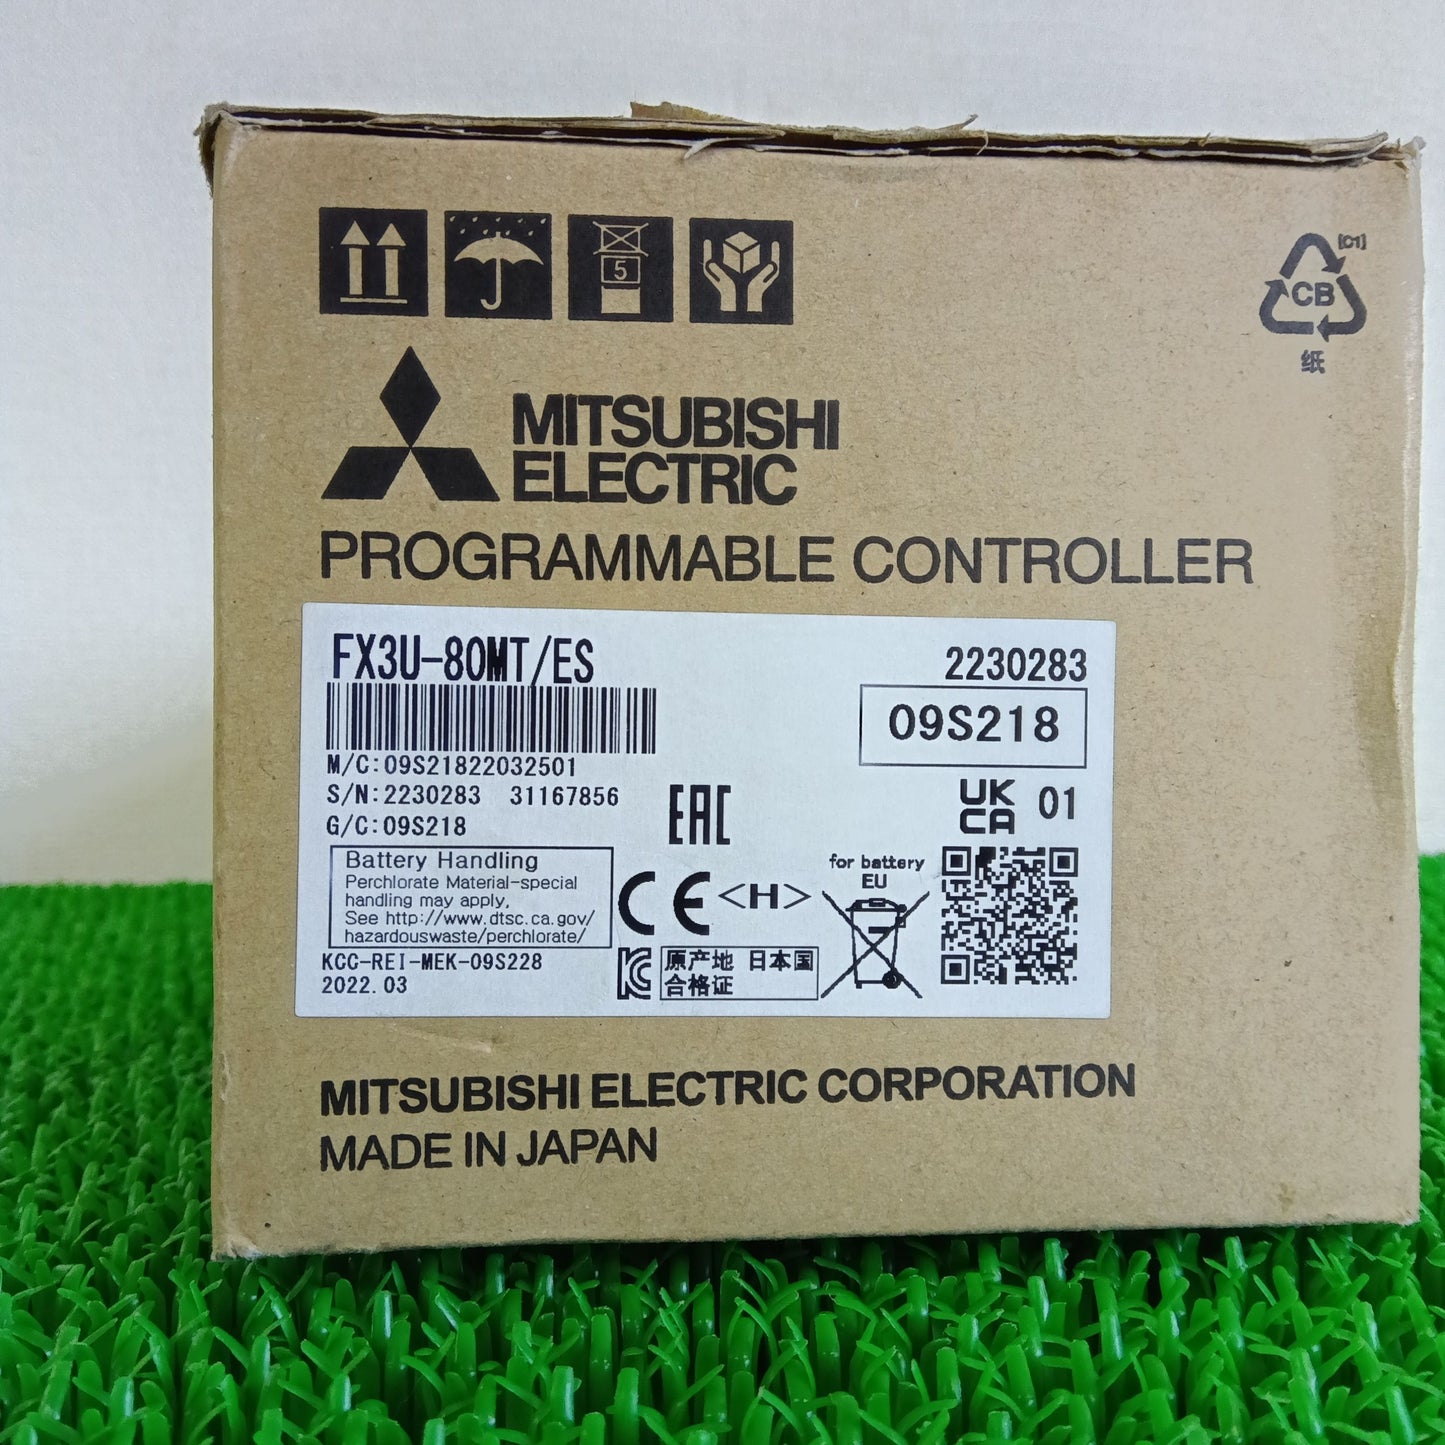 5
[C1]
CB
纸
MITSUBISHI
ELECTRIC
PROGRAMMABLE CONTROLLER
FX3U-80MT/ES
2230283
09S218
M/C:09S21822032501
S/N:2230283 31167856
G/C:09S218
EAC
UK
CA
01
Battery Handling
Perchlorate Material-special
handling may apply,
See http://www.dtsc.ca.gov/
hazardouswaste/perchlorate/
CE
<H>
for battery
EU
KCC-REI-MEK-09S228
2022.03
KC
原产地 日本国
合格证
MITSUBISHI ELECTRIC CORPORATION
MADE IN JAPAN